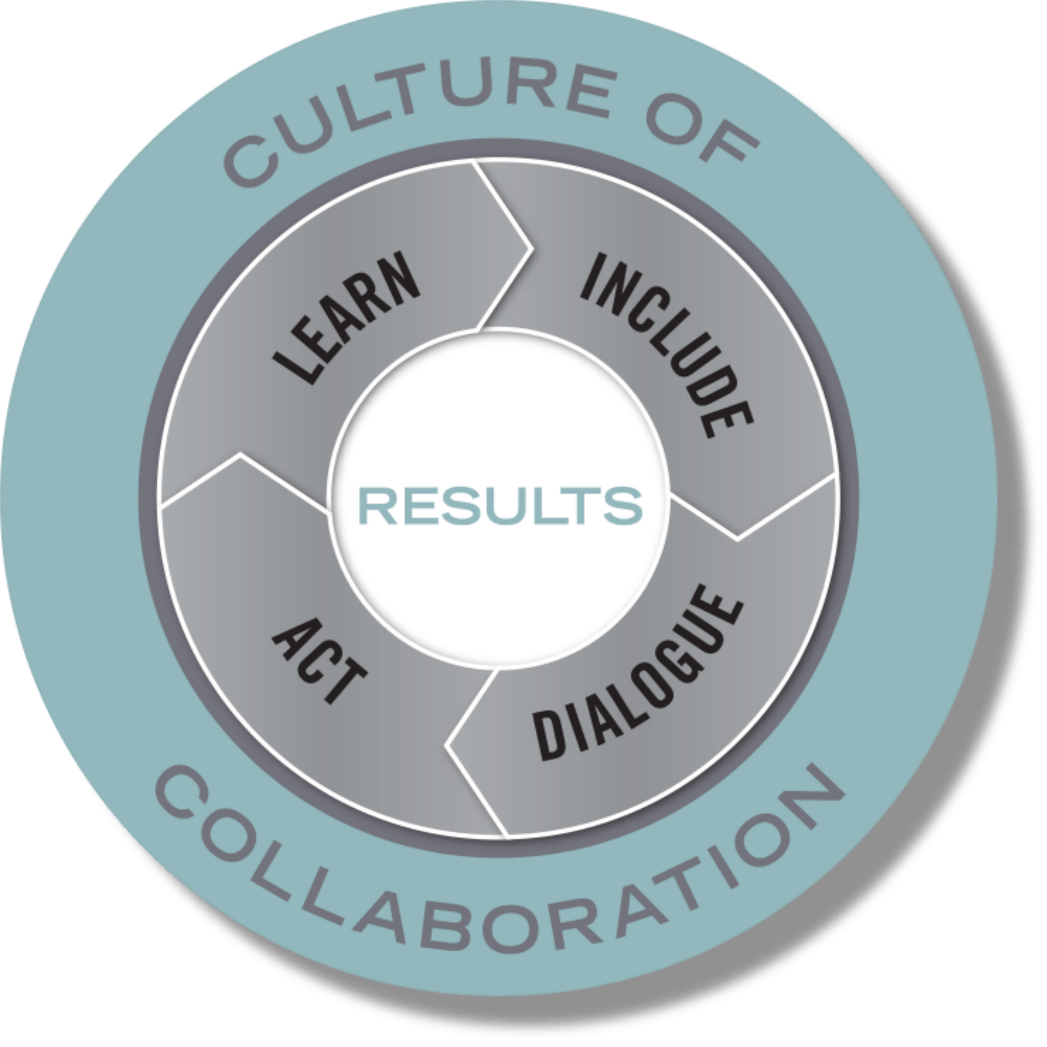 CULTURE OF
LEARN
INCLUDE
RESULTS
ACT
DIALOGUE
COLLABORATION